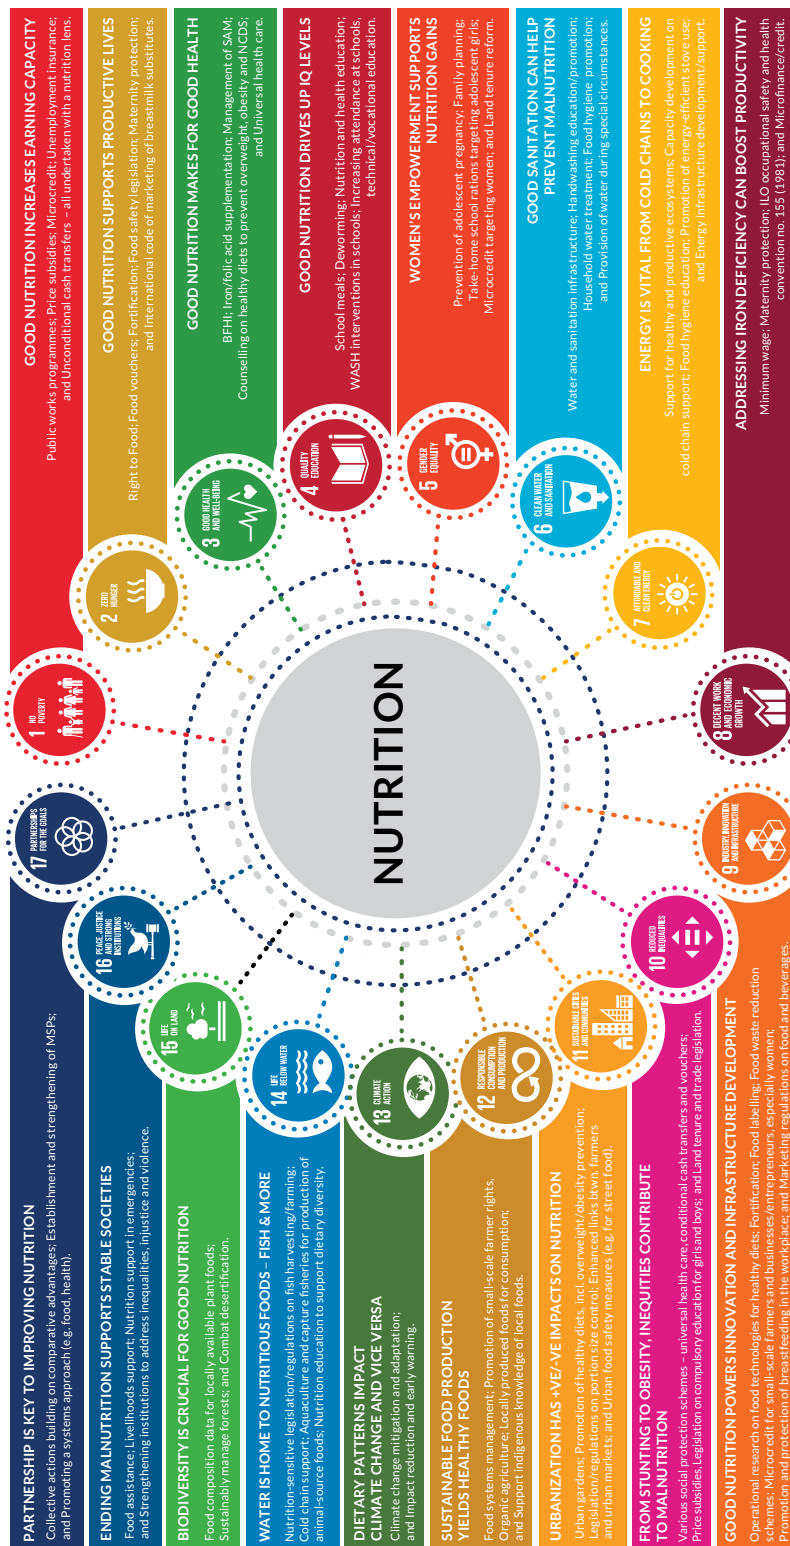 NUTRITION
1 NO
POVERTY
GOOD NUTRITION INCREASES EARNING CAPACITY
Public works programmes; Price subsidies; Microcredit; Unemployment insurance;
and Unconditional cash transfers – all undertaken with a nutrition lens.
2 ZERO
HUNGER
GOOD NUTRITION SUPPORTS PRODUCTIVE LIVES
Right to Food; Food vouchers; Fortification; Food safety legislation; Maternity protection;
and International code of marketing of breastmilk substitutes.
3 GOOD HEALTH
AND WELL-BEING
GOOD NUTRITION MAKES FOR GOOD HEALTH
BFHI; Iron/folic acid supplementation; Management of SAM;
Counselling on healthy diets to prevent overweight, obesity and NCDS;
and Universal health care.
4 QUALITY
EDUCATION
GOOD NUTRITION DRIVES UP IQ LEVELS
School meals; Deworming; Nutrition and health education;
WASH interventions in schools; Increasing attendance at schools,
technical/vocational education.
5 GENDER
EQUALITY
WOMEN'S EMPOWERMENT SUPPORTS
NUTRITION GAINS
Prevention of adolescent pregnancy; Family planning;
Take-home school rations targeting adolescent girls;
Microcredit targeting women; and Land tenure reform.
6 CLEAN WATER
AND SANITATION
GOOD SANITATION CAN HELP
PREVENT MALNUTRITION
Water and sanitation infrastructure; Handwashing education/promotion;
Household water treatment; Food hygiene promotion;
and Provision of water during special circumstances.
7 AFFORDABLE AND
CLEAN ENERGY
ENERGY IS VITAL FROM COLD CHAINS TO COOKING
Support for healthy and productive ecosystems; Capacity development on
cold chain support; Food hygiene education; Promotion of energy-efficient stove use;
and Energy infrastructure development/support.
8 DECENT WORK
AND ECONOMIC
GROWTH
ADDRESSING IRON DEFICIENCY CAN BOOST PRODUCTIVITY
Minimum wage; Maternity protection; ILO occupational safety and health
convention no. 155 (1981); and Microfinance/credit.
17 PARTNERSHIPS
FOR THE GOALS
PARTNERSHIP IS KEY TO IMPROVING NUTRITION
Collective actions building on comparative advantages; Establishment and strengthening of MSPs;
and Promoting a systems approach (e.g. food, health).
16 PEACE, JUSTICE
AND STRONG
INSTITUTIONS
ENDING MALNUTRITION SUPPORTS STABLE SOCIETIES
Food assistance; Livelihoods support; Nutrition support in emergencies;
and Strengthening institutions to address inequalities, injustice and violence.
15 LIFE
ON LAND
BIODIVERSITY IS CRUCIAL FOR GOOD NUTRITION
Food composition data for locally available plant foods;
Sustainably manage forests; and Combat desertification.
14 LIFE
BELOW WATER
WATER IS HOME TO NUTRITIOUS FOODS – FISH & MORE
Nutrition-sensitive legislation/regulations on fish harvesting/farming;
Cold chain support; Aquaculture and capture fisheries for production of
animal-source foods; Nutrition education to support dietary diversity.
13 CLIMATE
ACTION
DIETARY PATTERNS IMPACT
CLIMATE CHANGE AND VICE VERSA
Climate change mitigation and adaptation;
and Impact reduction and early warning.
12 RESPONSIBLE
CONSUMPTION
AND PRODUCTION
SUSTAINABLE FOOD PRODUCTION
YIELDS HEALTHY FOODS
Food systems management; Promotion of small-scale farmer rights,
Organic agriculture; Locally produced foods for consumption;
and Support indigenous knowledge of local foods.
11 SUSTAINABLE CITIES
AND COMMUNITIES
URBANIZATION HAS +VE/-VE IMPACTS ON NUTRITION
Urban gardens; Promotion of healthy diets, incl. overweight/obesity prevention;
Legislation/regulations on portion size control; Enhanced links btwn. farmers
and urban markets; and Urban food safety measures (e.g. for street food).
10 REDUCED
INEQUALITIES
FROM STUNTING TO OBESITY, INEQUITIES CONTRIBUTE
TO MALNUTRITION
Various social protection schemes – universal health care, conditional cash transfers and vouchers;
Price subsidies, Legislation on compulsory education for girls and boys; and Land tenure and trade legislation.
9 INDUSTRY, INNOVATION
AND INFRASTRUCTURE
GOOD NUTRITION POWERS INNOVATION AND INFRASTRUCTURE DEVELOPMENT
Operational research on food technologies for healthy diets; Fortification; Food labelling; Food waste reduction
schemes; Microcredit for small-scale farmers and businesses/entrepreneurs, especially women;
Promotion and protection of breastfeeding in the workplace; and Marketing regulations on food and beverages.